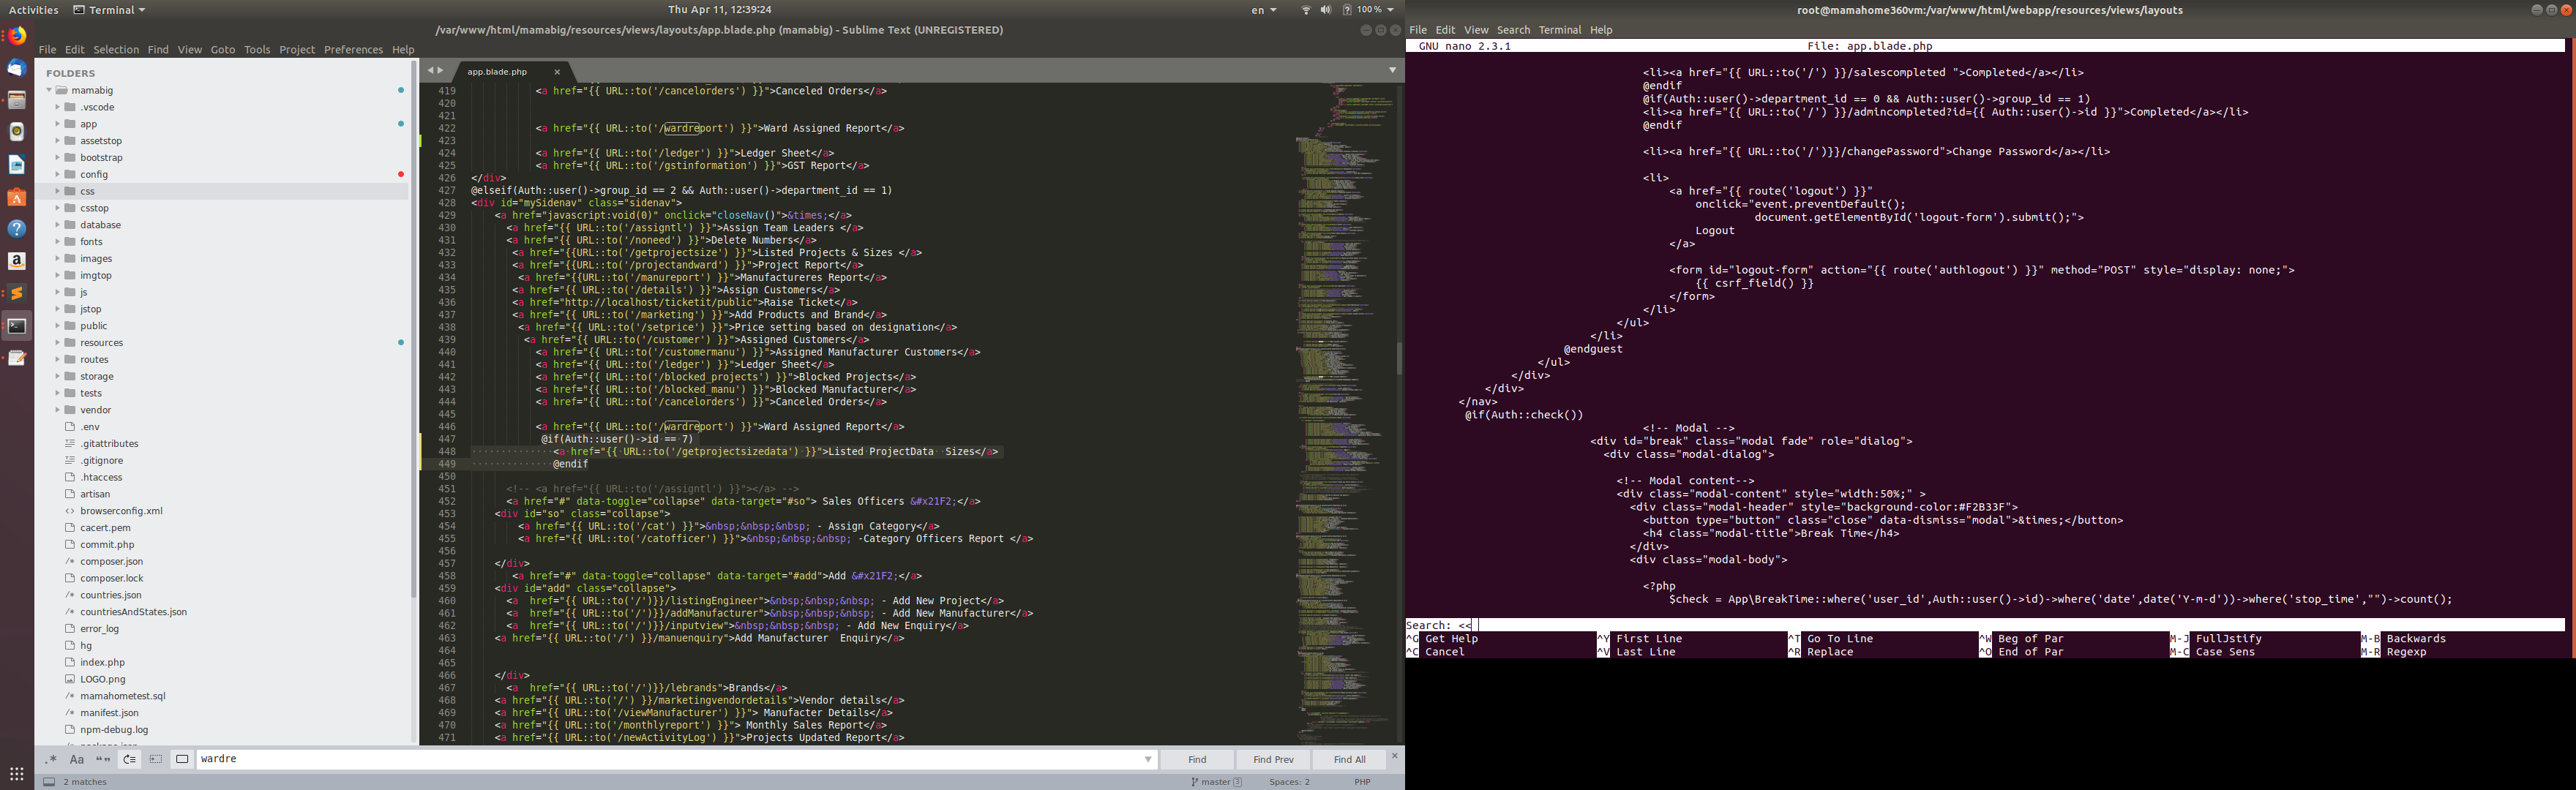 Activities
Terminal
Thu Apr 11, 12:39:24
en
100 %
/var/www/html/mamabig/resources/views/layouts/app.blade.php (mamabig) - Sublime Text (UNREGISTERED)
File Edit Selection Find View Goto Tools Project Preferences Help
FOLDERS
mamabig
.vscode
app
assetstop
bootstrap
config
css
csstop
database
fonts
images
imgtop
js
jstop
public
resources
routes
storage
tests
vendor
.env
.gitattributes
.gitignore
.htaccess
artisan
browserconfig.xml
cacert.pem
commit.php
composer.json
composer.lock
countries.json
countriesAndStates.json
error_log
hg
index.php
LOGO.png
mamahometest.sql
manifest.json
npm-debug.log
app.blade.php
419 <a href="{{ URL::to('/cancelorders') }}">Canceled Orders</a>
420
421
422 <a href="{{ URL::to('/wardreport') }}">Ward Assigned Report</a>
423
424 <a href="{{ URL::to('/ledger') }}">Ledger Sheet</a>
425 <a href="{{ URL::to('/gstinformation') }}">GST Report</a>
426 </div>
427 @elseif(Auth::user()->group_id == 2 && Auth::user()->department_id == 1)
428 <div id="mySidenav" class="sidenav">
429 <a href="javascript:void(0)" onclick="closeNav()">&times;</a>
430 <a href="{{ URL::to('/assigntl') }}">Assign Team Leaders </a>
431 <a href="{{ URL::to('/noneed') }}">Delete Numbers</a>
432 <a href="{{URL::to('/getprojectsize') }}">Listed Projects & Sizes </a>
433 <a href="{{URL::to('/projectandward') }}">Project Report</a>
434 <a href="{{URL::to('/manureport') }}">Manufactureres Report</a>
435 <a href="{{ URL::to('/details') }}">Assign Customers</a>
436 <a href="http://localhost/ticketit/public">Raise Ticket</a>
437 <a href="{{ URL::to('/marketing') }}">Add Products and Brand</a>
438 <a href="{{ URL::to('/setprice') }}">Price setting based on designation</a>
439 <a href="{{ URL::to('/customer') }}">Assigned Customers</a>
440 <a href="{{ URL::to('/customermanu') }}">Assigned Manufacturer Customers</a>
441 <a href="{{ URL::to('/ledger') }}">Ledger Sheet</a>
442 <a href="{{ URL::to('/blocked_projects') }}">Blocked Projects</a>
443 <a href="{{ URL::to('/blocked_manu') }}">Blocked Manufacturer</a>
444 <a href="{{ URL::to('/cancelorders') }}">Canceled Orders</a>
445
446 <a href="{{ URL::to('/wardreport') }}">Ward Assigned Report</a>
447 @if(Auth::user()->id == 7)
448 <a href="{{ URL::to('/getprojectsizedata') }}">Listed ProjectData  Sizes</a>
449 @endif
450
451 <!-- <a href="{{ URL::to('/assigntl') }}"></a> -->
452 <a href="#" data-toggle="collapse" data-target="#so"> Sales Officers &#x21F2;</a>
453 <div id="so" class="collapse">
454 <a href="{{ URL::to('/cat') }}">&nbsp;&nbsp;&nbsp; - Assign Category</a>
455 <a href="{{ URL::to('/catofficer') }}">&nbsp;&nbsp;&nbsp; -Category Officers Report </a>
456
457 </div>
458 <a href="#" data-toggle="collapse" data-target="#add">Add &#x21F2;</a>
459 <div id="add" class="collapse">
460 <a  href="{{ URL::to('/')}}/listingEngineer">&nbsp;&nbsp;&nbsp; - Add New Project</a>
461 <a  href="{{ URL::to('/')}}/addManufacturer">&nbsp;&nbsp;&nbsp; - Add New Manufacturer</a>
462 <a  href="{{ URL::to('/')}}/inputview">&nbsp;&nbsp;&nbsp; - Add New Enquiry</a>
463 <a href="{{ URL::to('/') }}/manuenquiry">Add Manufacturer  Enquiry</a>
464
465
466 </div>
467 <a  href="{{ URL::to('/')}}/lebrands">Brands</a>
468 <a href="{{ URL::to('/') }}/marketingvendordetails">Vendor details</a>
469 <a href="{{ URL::to('/viewManufacturer') }}"> Manufacter Details</a>
470 <a href="{{ URL::to('/monthlyreport') }}"> Monthly Sales Report</a>
471 <a href="{{ URL::to('/newActivityLog') }}">Projects Updated Report</a>
.* Aa “” wardre Find Find Prev Find All
2 matches master 3 Spaces: 2 PHP
root@mamahome360vm:/var/www/html/webapp/resources/views/layouts
File Edit View Search Terminal Help
GNU nano 2.3.1 File: app.blade.php
<li><a href="{{ URL::to('/') }}/salescompleted ">Completed</a></li>
@endif
@if(Auth::user()->department_id == 0 && Auth::user()->group_id == 1)
<li><a href="{{ URL::to('/') }}/admincompleted?id={{ Auth::user()->id }}">Completed</a></li>
@endif
<li><a href="{{ URL::to('/')}}/changePassword">Change Password</a></li>
<li>
<a href="{{ route('logout') }}"
onclick="event.preventDefault();
document.getElementById('logout-form').submit();">
Logout
</a>
<form id="logout-form" action="{{ route('authlogout') }}" method="POST" style="display: none;">
{{ csrf_field() }}
</form>
</li>
</ul>
</li>
@endguest
</ul>
</div>
</div>
</nav>
@if(Auth::check())
<!-- Modal -->
<div id="break" class="modal fade" role="dialog">
<div class="modal-dialog">
<!-- Modal content-->
<div class="modal-content" style="width:50%;" >
<div class="modal-header" style="background-color:#F2B33F">
<button type="button" class="close" data-dismiss="modal">&times;</button>
<h4 class="modal-title">Break Time</h4>
</div>
<div class="modal-body">
<?php
$check = App\BreakTime::where('user_id',Auth::user()->id)->where('date',date('Y-m-d'))->where('stop_time',"")->count();
Search: <<
^G Get Help ^Y First Line ^T Go To Line ^W Beg of Par M-J FullJstify M-B Backwards
^C Cancel ^V Last Line ^R Replace ^O End of Par M-C Case Sens M-R Regexp